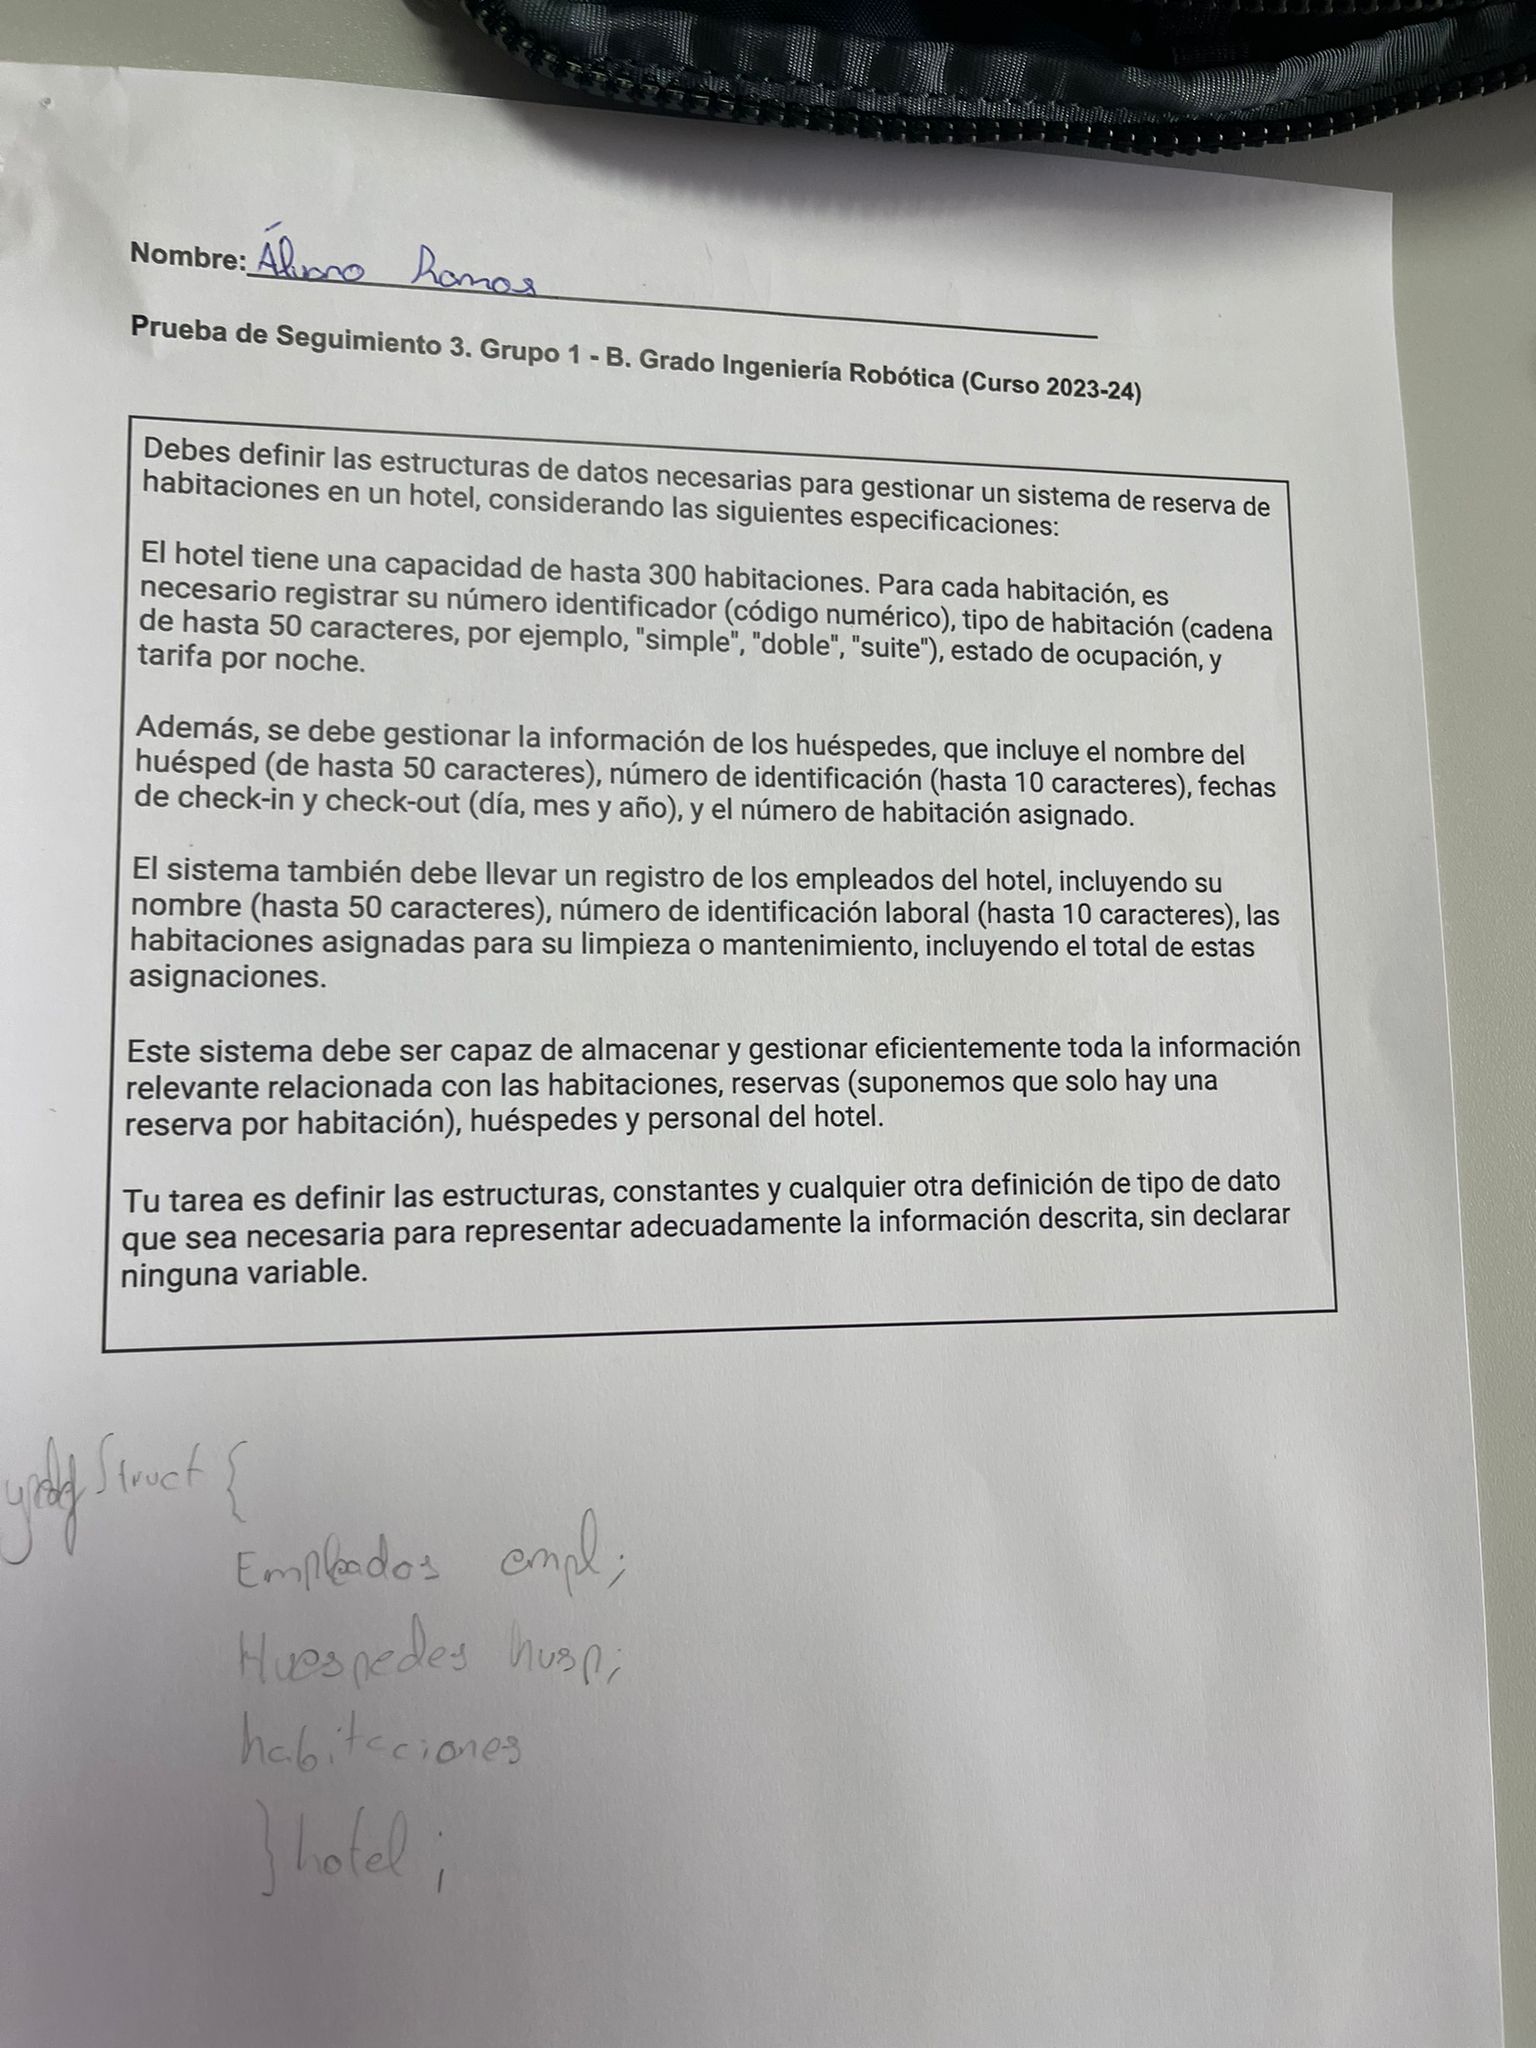 Nombre: Álvaro Ramos
Prueba de Seguimiento 3. Grupo 1 - B. Grado Ingeniería Robótica (Curso 2023-24)
Debes definir las estructuras de datos necesarias para gestionar un sistema de reserva de
habitaciones en un hotel, considerando las siguientes especificaciones:
El hotel tiene una capacidad de hasta 300 habitaciones. Para cada habitación, es
necesario registrar su número identificador (código numérico), tipo de habitación (cadena
de hasta 50 caracteres, por ejemplo, "simple", "doble", "suite"), estado de ocupación, y
tarifa por noche.
Además, se debe gestionar la información de los huéspedes, que incluye el nombre del
huésped (de hasta 50 caracteres), número de identificación (hasta 10 caracteres), fechas
de check-in y check-out (día, mes y año), y el número de habitación asignado.
El sistema también debe llevar un registro de los empleados del hotel, incluyendo su
nombre (hasta 50 caracteres), número de identificación laboral (hasta 10 caracteres), las
habitaciones asignadas para su limpieza o mantenimiento, incluyendo el total de estas
asignaciones.
Este sistema debe ser capaz de almacenar y gestionar eficientemente toda la información
relevante relacionada con las habitaciones, reservas (suponemos que solo hay una
reserva por habitación), huéspedes y personal del hotel.
Tu tarea es definir las estructuras, constantes y cualquier otra definición de tipo de dato
que sea necesaria para representar adecuadamente la información descrita, sin declarar
ninguna variable.
Struct {
Empleados empl;
Huespedes husp;
habitaciones
} hotel;